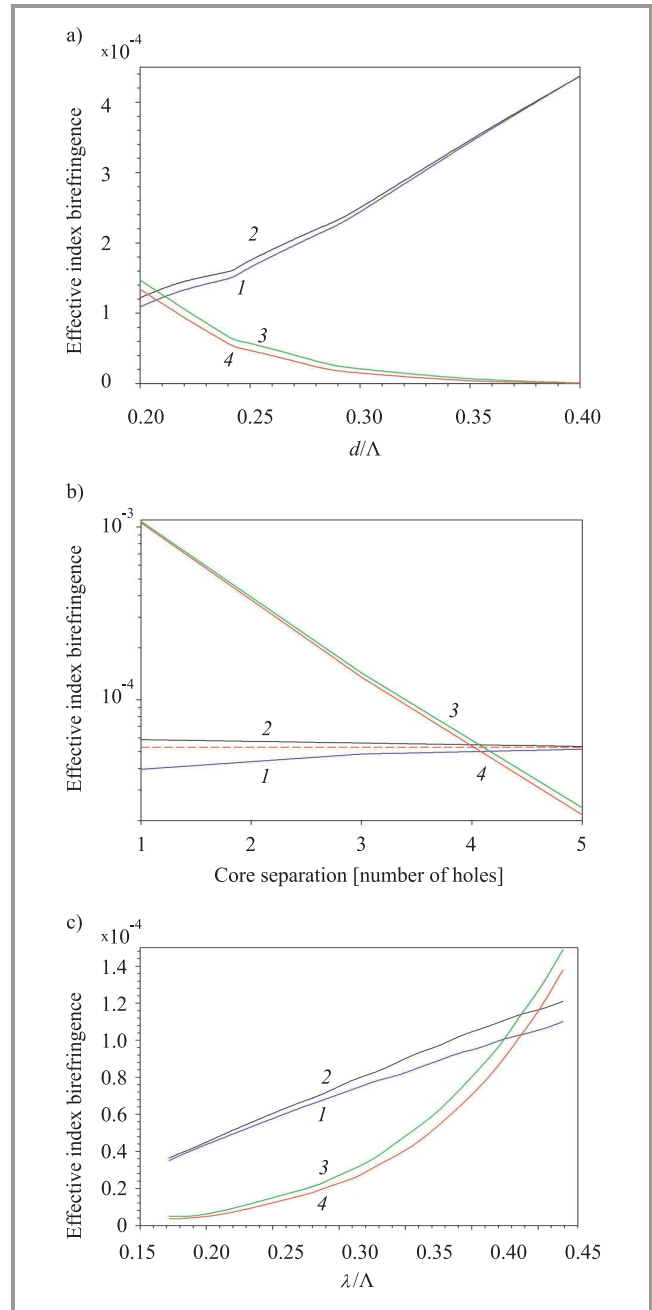 a)
×10⁻⁴
Effective index birefringence
4
3
2
1
0
2
1
3
4
0.20 0.25 0.30 0.35 0.40
d/Λ
b)
Effective index birefringence
10⁻³
10⁻⁴
2
1
3
4
1 2 3 4 5
Core separation [number of holes]
c)
×10⁻⁴
Effective index birefringence
1.4
1.2
1.0
0.8
0.6
0.4
0.2
0
2
1
3
4
0.15 0.20 0.25 0.30 0.35 0.40 0.45
λ/Λ